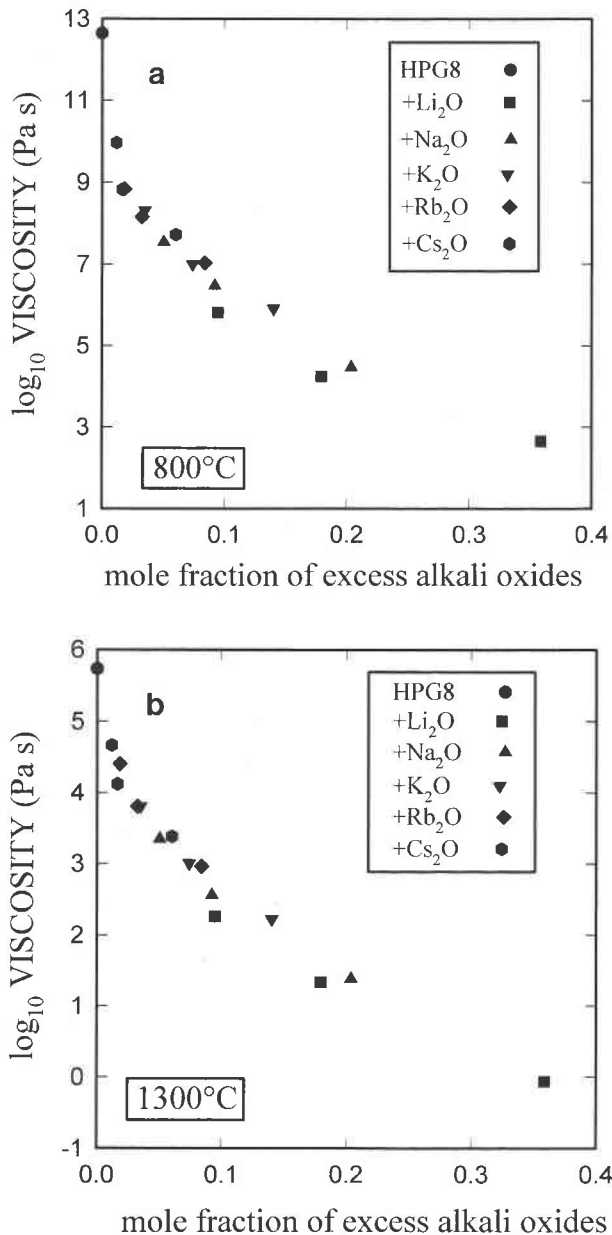 13
11
9
7
5
3
1
log₁₀ VISCOSITY (Pa s)
a
HPG8
+Li₂O
+Na₂O
+K₂O
+Rb₂O
+Cs₂O
800°C
0.0 0.1 0.2 0.3 0.4
mole fraction of excess alkali oxides
6
5
4
3
2
1
0
-1
log₁₀ VISCOSITY (Pa s)
b
HPG8
+Li₂O
+Na₂O
+K₂O
+Rb₂O
+Cs₂O
1300°C
0.0 0.1 0.2 0.3 0.4
mole fraction of excess alkali oxides